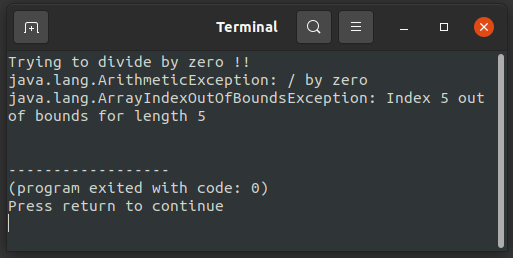 Terminal
Trying to divide by zero !!
java.lang.ArithmeticException: / by zero
java.lang.ArrayIndexOutOfBoundsException: Index 5 out
of bounds for length 5
------------------
(program exited with code: 0)
Press return to continue